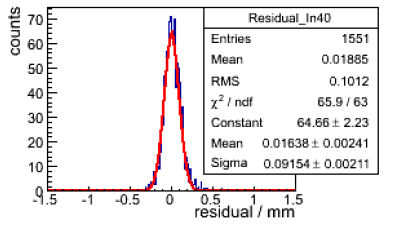 counts
70
60
50
40
30
20
10
0
-1.5 -1 -0.5 0 0.5 1 1.5
residual / mm
Residual_In40
Entries 1551
Mean 0.01885
RMS 0.1012
χ² / ndf 65.9 / 63
Constant 64.66 ± 2.23
Mean 0.01638 ± 0.00241
Sigma 0.09154 ± 0.00211